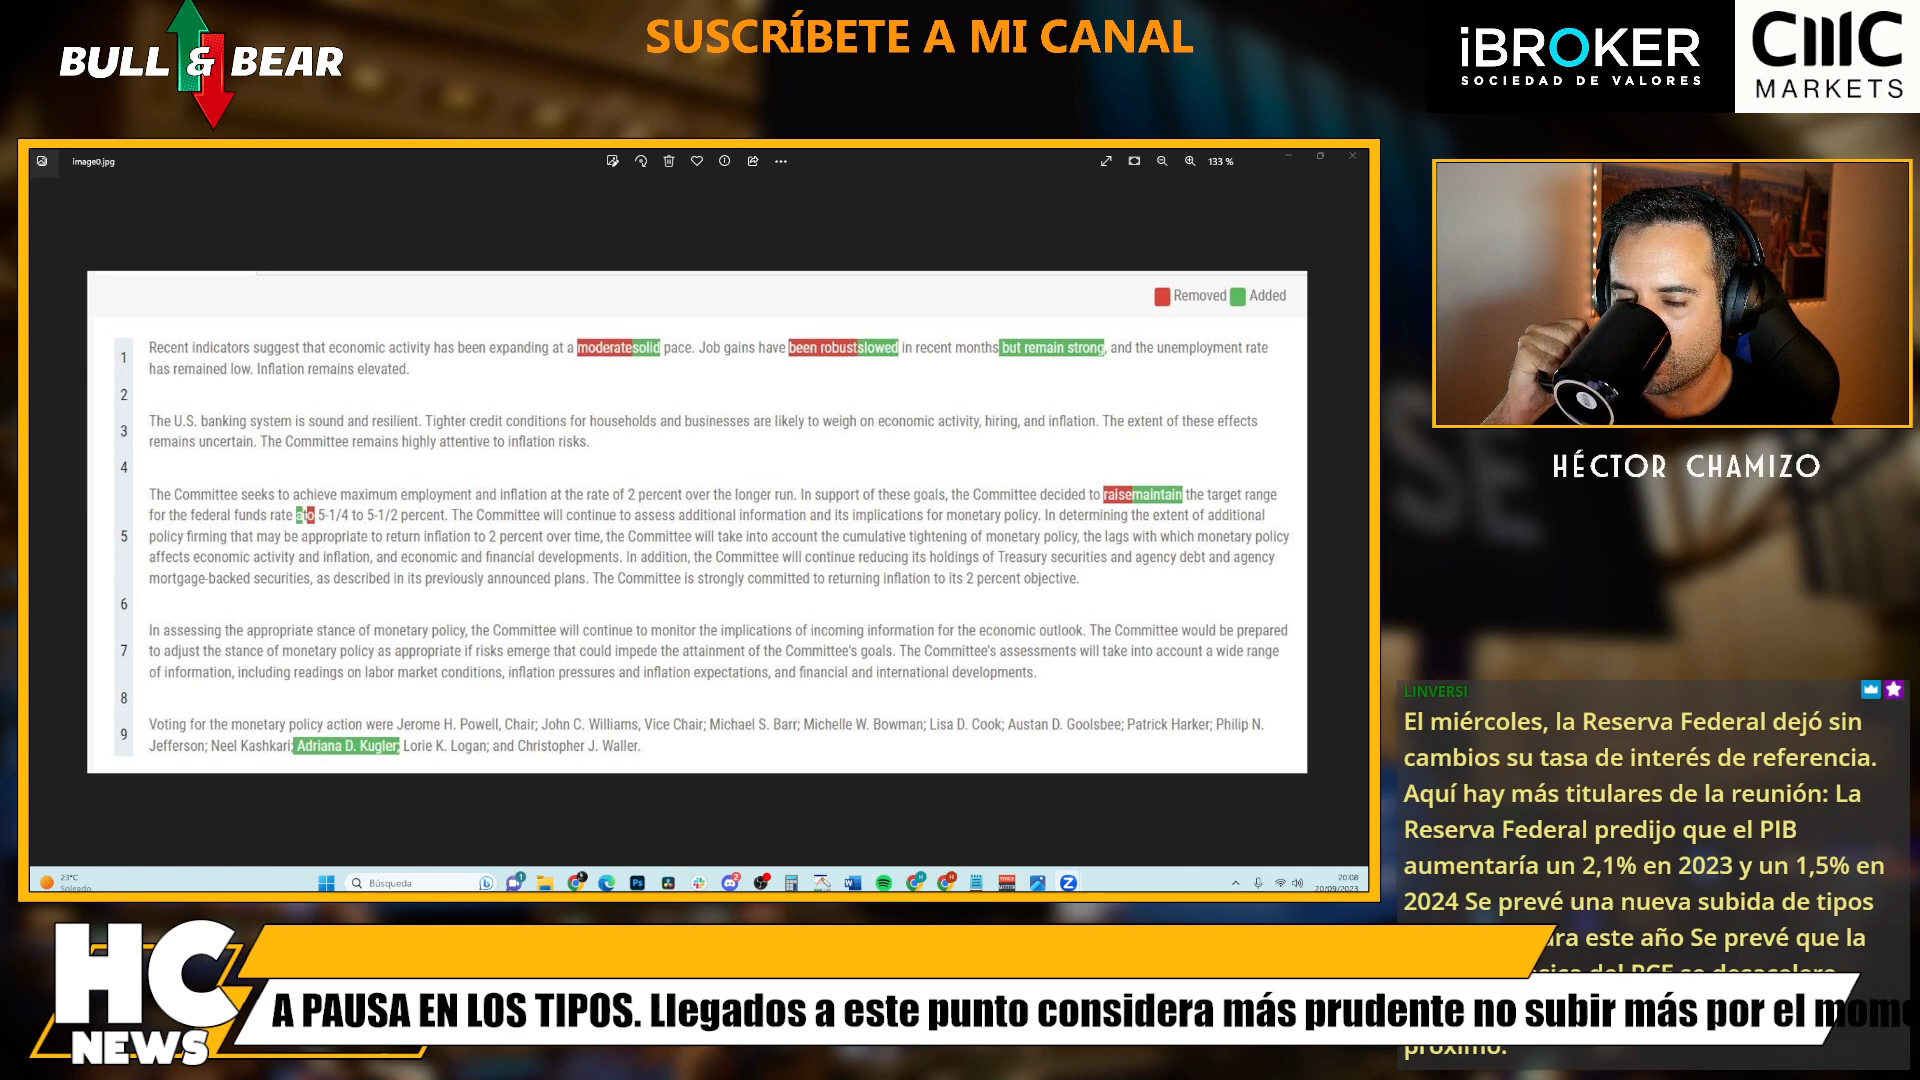 BULL & BEAR
SUSCRÍBETE A MI CANAL
iBROKER
SOCIEDAD DE VALORES
CMC
MARKETS
image0.jpg
133 %
Removed Added
1
Recent indicators suggest that economic activity has been expanding at a moderatesolid pace. Job gains have been robustslowed in recent months but remain strong, and the unemployment rate
has remained low. Inflation remains elevated.
2
3
The U.S. banking system is sound and resilient. Tighter credit conditions for households and businesses are likely to weigh on economic activity, hiring, and inflation. The extent of these effects
remains uncertain. The Committee remains highly attentive to inflation risks.
4
The Committee seeks to achieve maximum employment and inflation at the rate of 2 percent over the longer run. In support of these goals, the Committee decided to raisemaintain the target range
for the federal funds rate ato 5-1/4 to 5-1/2 percent. The Committee will continue to assess additional information and its implications for monetary policy. In determining the extent of additional
5
policy firming that may be appropriate to return inflation to 2 percent over time, the Committee will take into account the cumulative tightening of monetary policy, the lags with which monetary policy
affects economic activity and inflation, and economic and financial developments. In addition, the Committee will continue reducing its holdings of Treasury securities and agency debt and agency
mortgage-backed securities, as described in its previously announced plans. The Committee is strongly committed to returning inflation to its 2 percent objective.
6
In assessing the appropriate stance of monetary policy, the Committee will continue to monitor the implications of incoming information for the economic outlook. The Committee would be prepared
7
to adjust the stance of monetary policy as appropriate if risks emerge that could impede the attainment of the Committee's goals. The Committee's assessments will take into account a wide range
of information, including readings on labor market conditions, inflation pressures and inflation expectations, and financial and international developments.
8
9
Voting for the monetary policy action were Jerome H. Powell, Chair; John C. Williams, Vice Chair; Michael S. Barr; Michelle W. Bowman; Lisa D. Cook; Austan D. Goolsbee; Patrick Harker; Philip N.
Jefferson; Neel Kashkari; Adriana D. Kugler; Lorie K. Logan; and Christopher J. Waller.
23°C
Soleado
Búsqueda
20:08
20/09/2023
HÉCTOR CHAMIZO
LINVERSI
El miércoles, la Reserva Federal dejó sin
cambios su tasa de interés de referencia.
Aquí hay más titulares de la reunión: La
Reserva Federal predijo que el PIB
aumentaría un 2,1% en 2023 y un 1,5% en
2024 Se prevé una nueva subida de tipos
este año Se prevé que la
del PCE se desacelere
próximo.
HC
NEWS
A PAUSA EN LOS TIPOS. Llegados a este punto considera más prudente no subir más por el mome